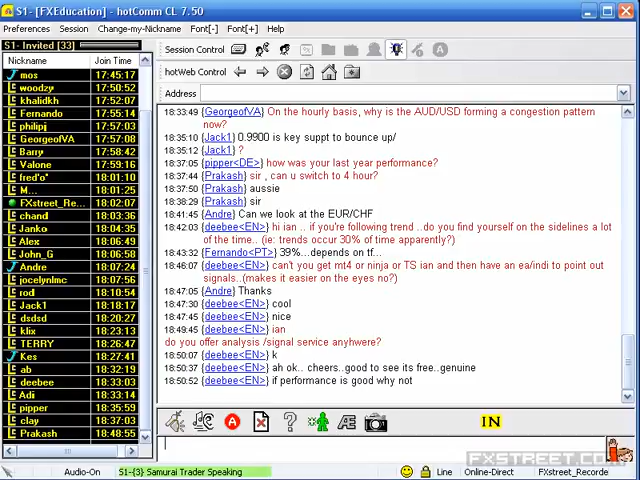 S1- [FXEducation] - hotComm CL 7.50
Preferences Session Change-my-Nickname Font[-] Font[+] Help
S1- Invited [33]
Nickname Join Time
mos 17:45:17
woodzy 17:50:52
khalidkh 17:52:07
Fernando 17:55:14
philipj 17:57:03
GeorgeofVA 17:57:08
Barry 17:58:42
Valone 17:59:16
fred'o" 18:01:10
M... 18:01:25
FXstreet_Re... 18:02:07
chand 18:03:36
Janko 18:04:35
Alex 18:06:49
John_G 18:06:58
Andre 18:07:24
jocelynlmc 18:07:46
rod 18:10:54
Jack1 18:18:17
dsdsd 18:20:27
klix 18:23:13
TERRY 18:26:47
Kes 18:27:41
ab 18:32:19
deebee 18:33:03
Adi 18:33:14
pipper 18:35:59
clay 18:37:03
Prakash 18:48:55
Session Control
hotWeb Control
Address
18:33:49 {GeorgeofVA} On the hourly basis, why is the AUD/USD forming a congestion pattern
now?
18:35:10 {Jack1} 0.9900 is key suppt to bounce up/
18:35:12 {Jack1} ?
18:37:05 {pipper<DE>} how was your last year performance?
18:37:43 {Prakash} sir , can u switch to 4 hour?
18:37:50 {Prakash} aussie
18:38:29 {Prakash} sir
18:41:45 {Andre} Can we look at the EUR/CHF
18:42:03 {deebee<EN>} hi ian .. if you're following trend ..do you find yourself on the sidelines a lot
of the time.. (ie: trends occur 30% of time apparently?)
18:43:32 {Fernando<PT>} 39%...depends on tf...
18:46:07 {deebee<EN>} can't you get mt4 or ninja or TS ian and then have an ea/indi to point out
signals..(makes it easier on the eyes no?)
18:47:05 {Andre} Thanks
18:47:30 {deebee<EN>} cool
18:47:35 {deebee<EN>} nice
18:49:45 {deebee<EN>} ian
do you offer analysis /signal service anyhwere?
18:50:07 {deebee<EN>} k
18:50:37 {deebee<EN>} ah ok.. cheers..good to see its free..genuine
18:50:52 {deebee<EN>} if performance is good why not
IN
FXSTREET.COM
Audio-On S1-{3} Samurai Trader Speaking Line Online-Direct FXstreet_Recorde